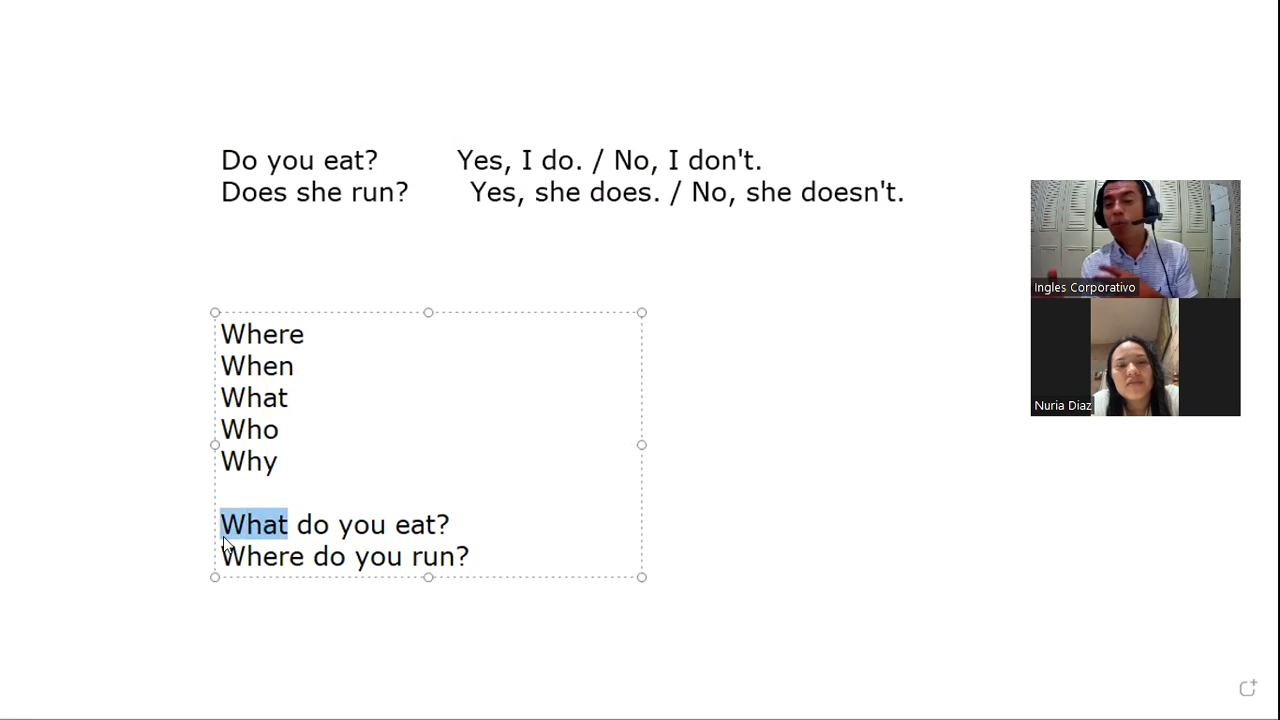 Do you eat? Yes, I do. / No, I don't.
Does she run? Yes, she does. / No, she doesn't.
Ingles Corporativo
Where
When
What
Who
Why
Nuria Diaz
What do you eat?
Where do you run?